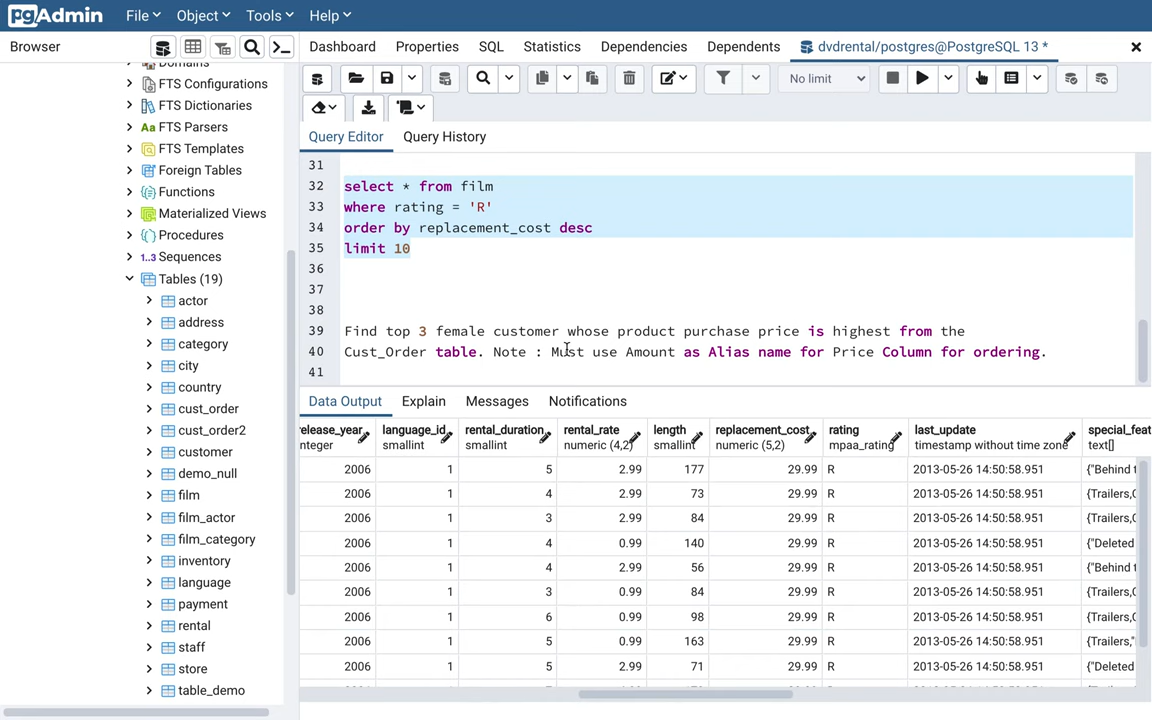 pgAdmin File Object Tools Help
Browser
Dashboard Properties SQL Statistics Dependencies Dependents dvdrental/postgres@PostgreSQL 13 *
No limit
Query Editor Query History
Domains
FTS Configurations
FTS Dictionaries
Aa FTS Parsers
FTS Templates
Foreign Tables
Functions
Materialized Views
Procedures
1..3 Sequences
Tables (19)
actor
address
category
city
country
cust_order
cust_order2
customer
demo_null
film
film_actor
film_category
inventory
language
payment
rental
staff
store
table_demo
31
32 select * from film
33 where rating = 'R'
34 order by replacement_cost desc
35 limit 10
36
37
38
39 Find top 3 female customer whose product purchase price is highest from the
40 Cust_Order table. Note : Must use Amount as Alias name for Price Column for ordering.
41
Data Output Explain Messages Notifications
release_year language_id rental_duration rental_rate length replacement_cost rating last_update special_feat
integer smallint smallint numeric (4,2) smallint numeric (5,2) mpaa_rating timestamp without time zone text[]
2006 1 5 2.99 177 29.99 R 2013-05-26 14:50:58.951 {"Behind t
2006 1 4 2.99 73 29.99 R 2013-05-26 14:50:58.951 {Trailers,C
2006 1 3 2.99 84 29.99 R 2013-05-26 14:50:58.951 {Trailers,C
2006 1 4 0.99 140 29.99 R 2013-05-26 14:50:58.951 {"Deleted
2006 1 4 2.99 56 29.99 R 2013-05-26 14:50:58.951 {"Behind t
2006 1 3 0.99 84 29.99 R 2013-05-26 14:50:58.951 {Trailers,C
2006 1 6 0.99 98 29.99 R 2013-05-26 14:50:58.951 {Trailers,C
2006 1 5 0.99 163 29.99 R 2013-05-26 14:50:58.951 {Trailers,"
2006 1 5 2.99 71 29.99 R 2013-05-26 14:50:58.951 {"Deleted